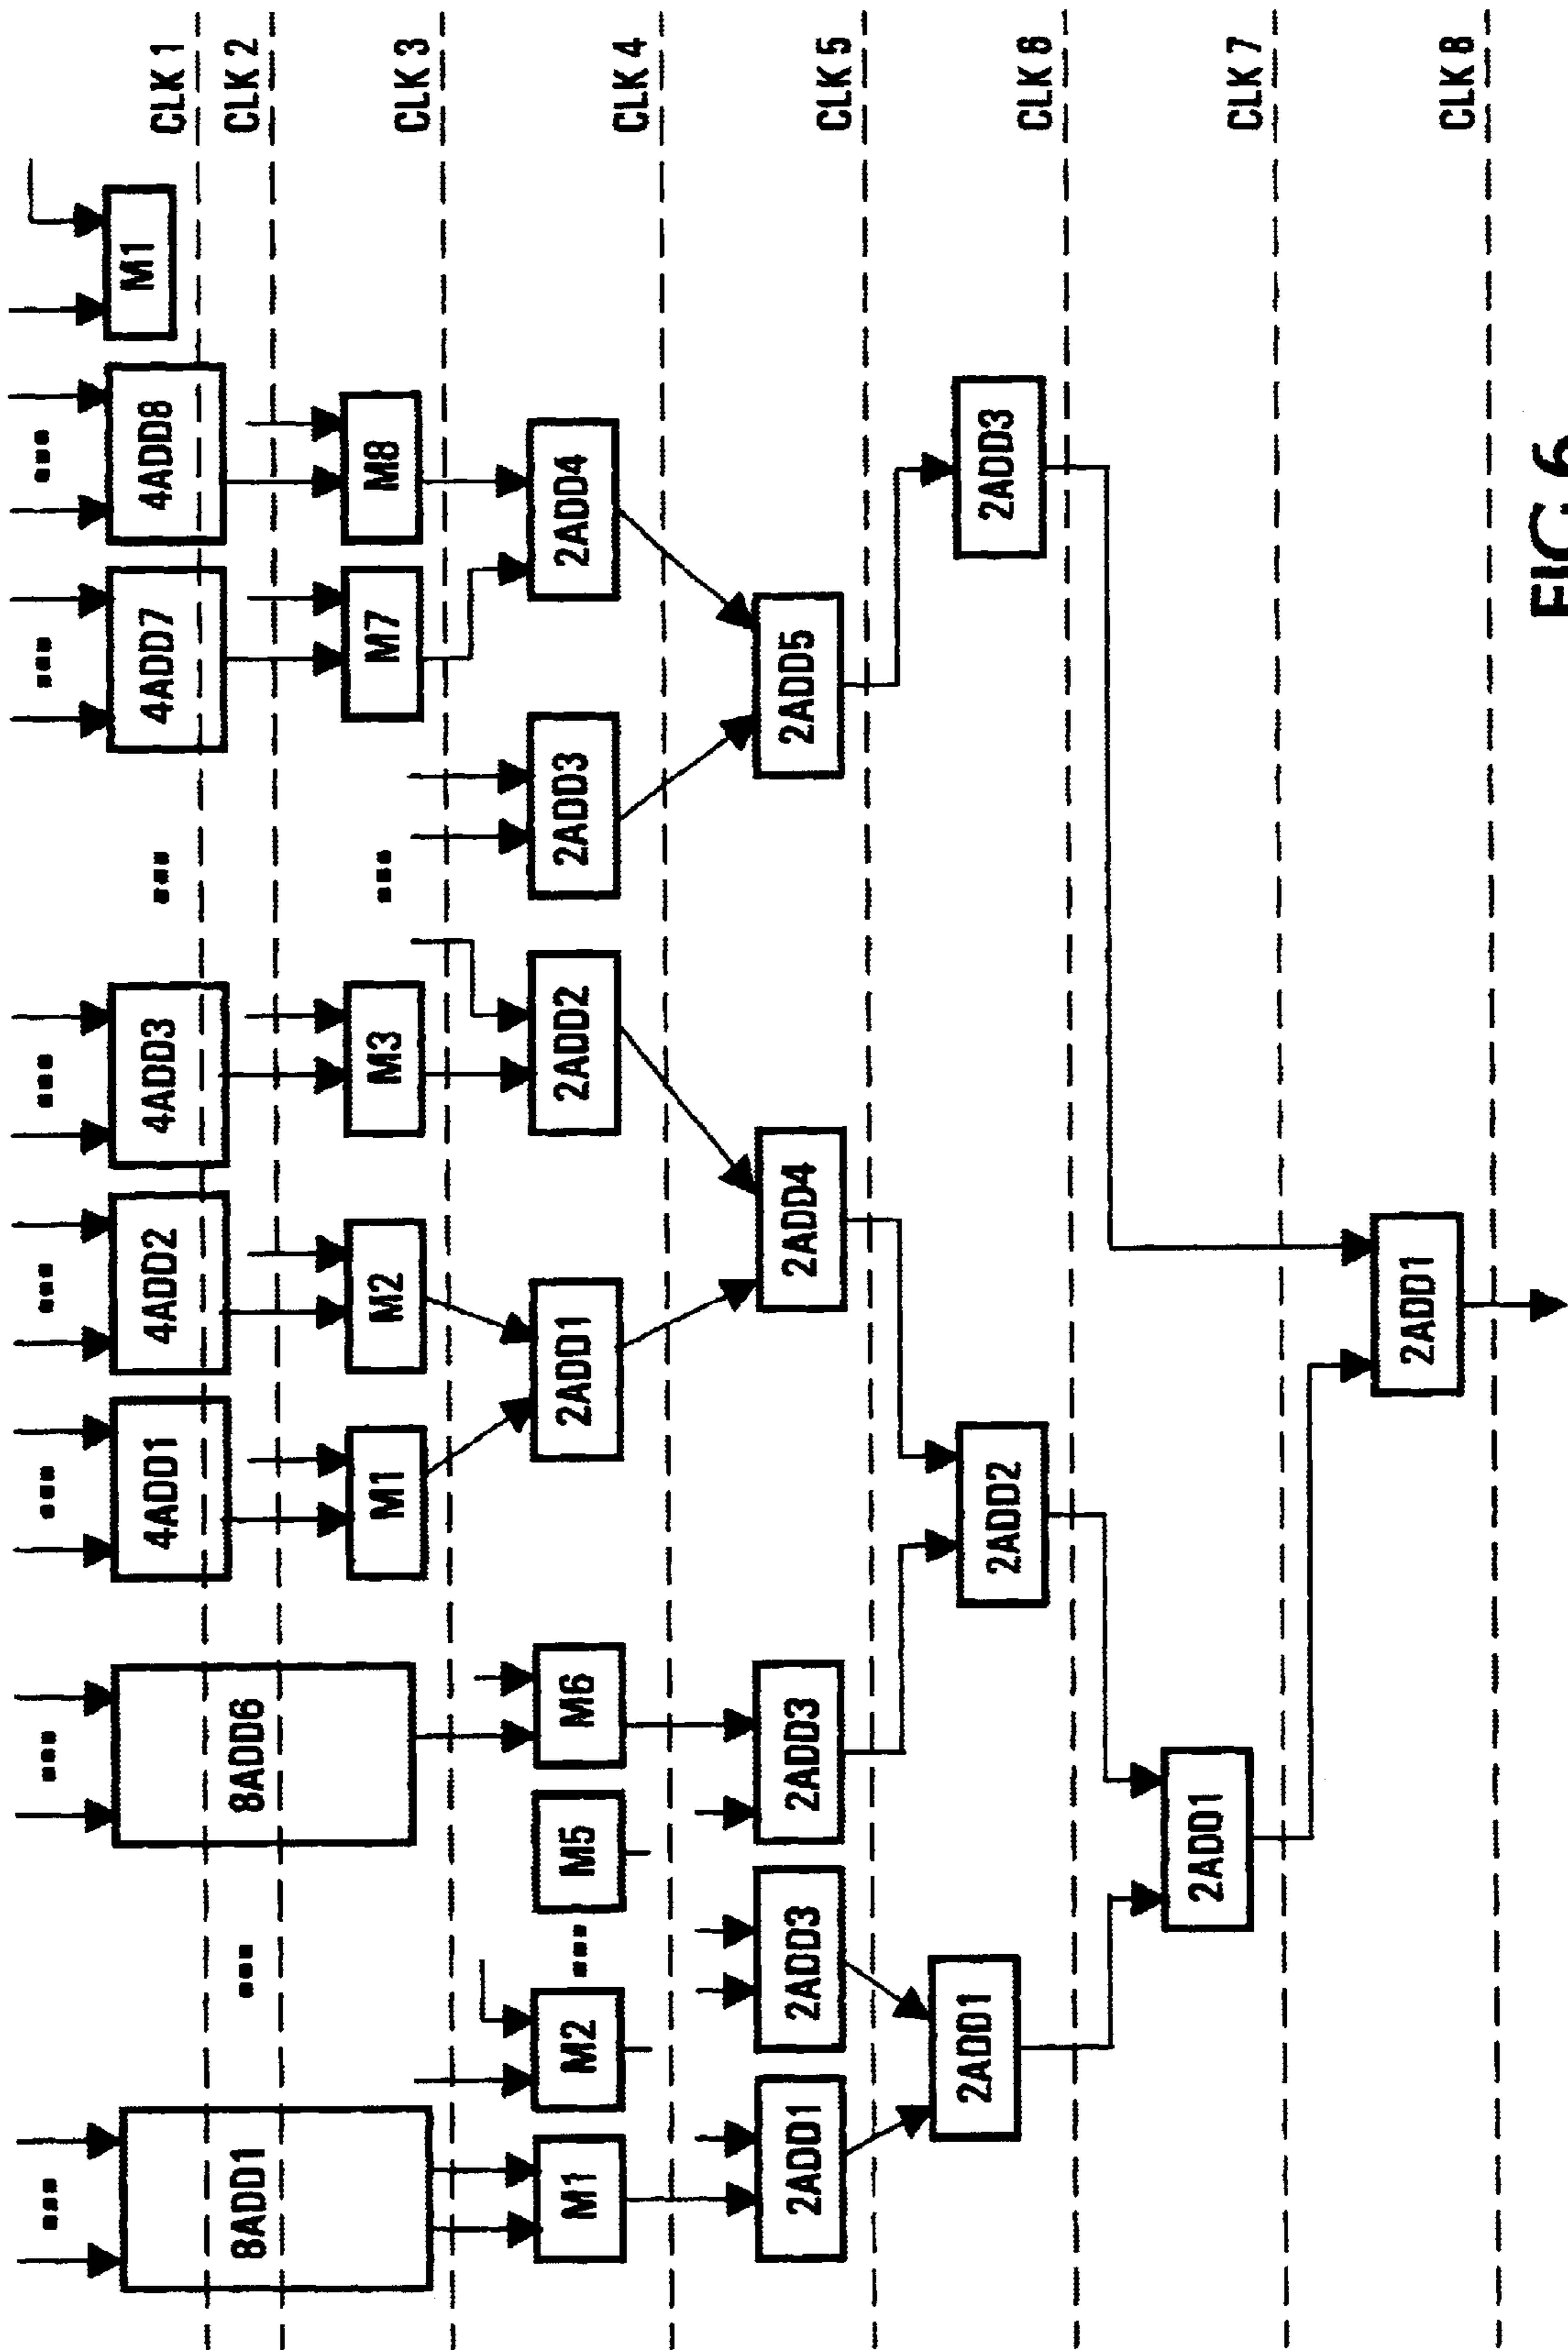 8ADD1
8ADD6
4ADD1
4ADD2
4ADD3
4ADD7
4ADD8
M1
CLK 1
CLK 2
M1
M2
M3
M7
M8
CLK 3
M1
M2
M5
M6
2ADD1
2ADD2
2ADD3
2ADD4
CLK 4
2ADD1
2ADD3
2ADD3
2ADD4
2ADD5
CLK 5
2ADD1
2ADD2
2ADD3
CLK 6
2ADD1
CLK 7
2ADD1
CLK 8
FIG 6